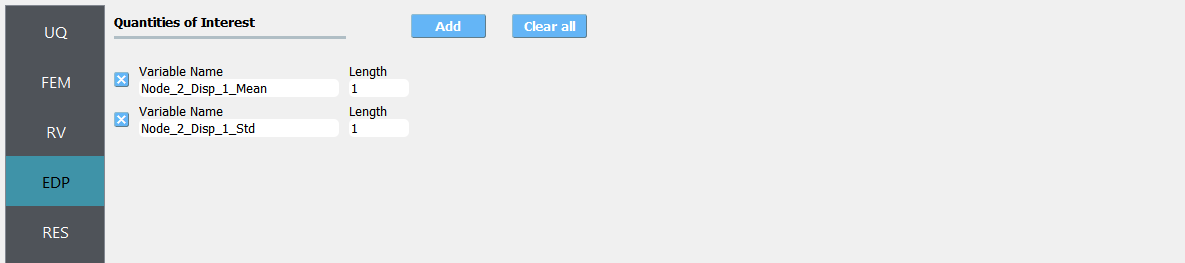 UQ
FEM
RV
EDP
RES
Quantities of Interest
Add
Clear all
Variable Name
Length
Node_2_Disp_1_Mean
1
Variable Name
Length
Node_2_Disp_1_Std
1